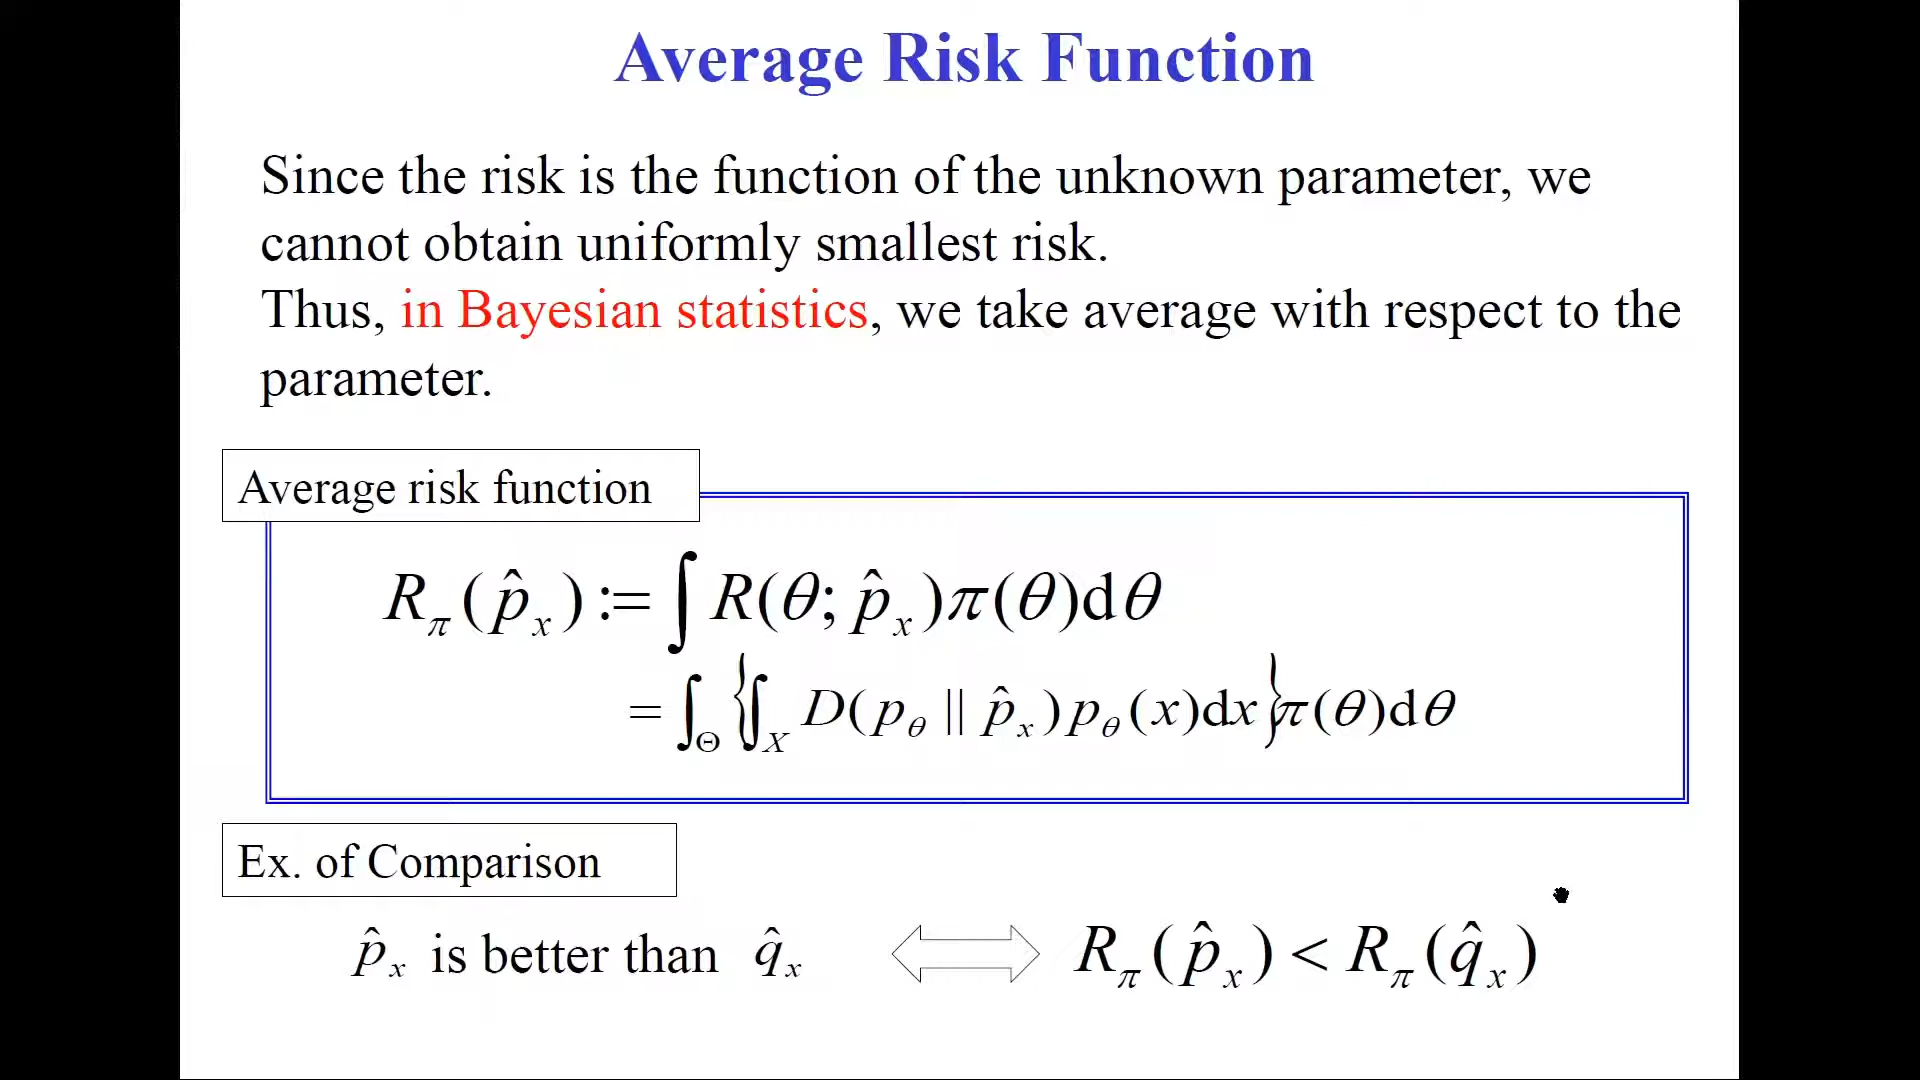 Average Risk Function
Since the risk is the function of the unknown parameter, we
cannot obtain uniformly smallest risk.
Thus, in Bayesian statistics, we take average with respect to the
parameter.
Average risk function
R_π(p̂_x) := ∫ R(θ; p̂_x)π(θ)dθ
= ∫_Θ {∫_X D(p_θ || p̂_x) p_θ(x)dx} π(θ)dθ
Ex. of Comparison
p̂_x is better than q̂_x ⇔ R_π(p̂_x) < R_π(q̂_x)